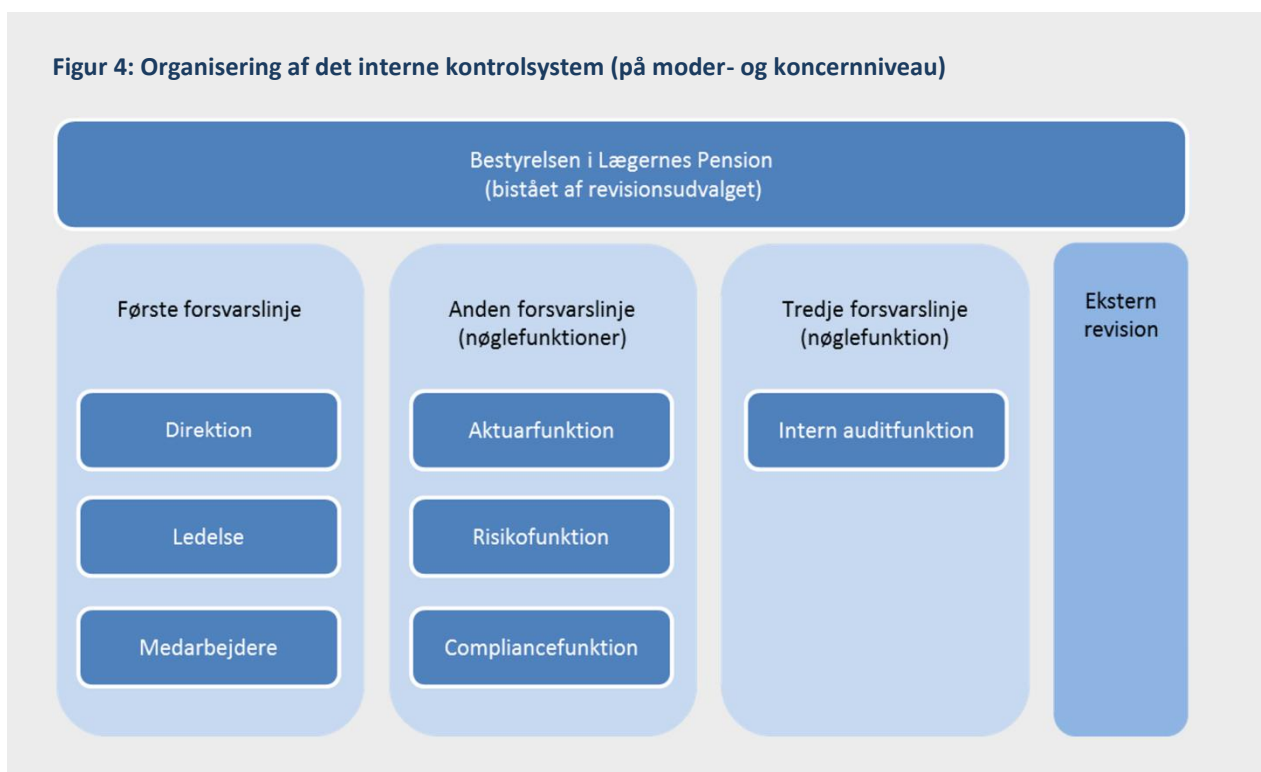 Figur 4: Organisering af det interne kontrolsystem (på moder- og koncernniveau)
Bestyrelsen i Lægernes Pension
(bistået af revisionsudvalget)
Første forsvarslinje
Direktion
Ledelse
Medarbejdere
Anden forsvarslinje
(nøglefunktioner)
Aktuarfunktion
Risikofunktion
Compliancefunktion
Tredje forsvarslinje
(nøglefunktion)
Intern auditfunktion
Ekstern
revision